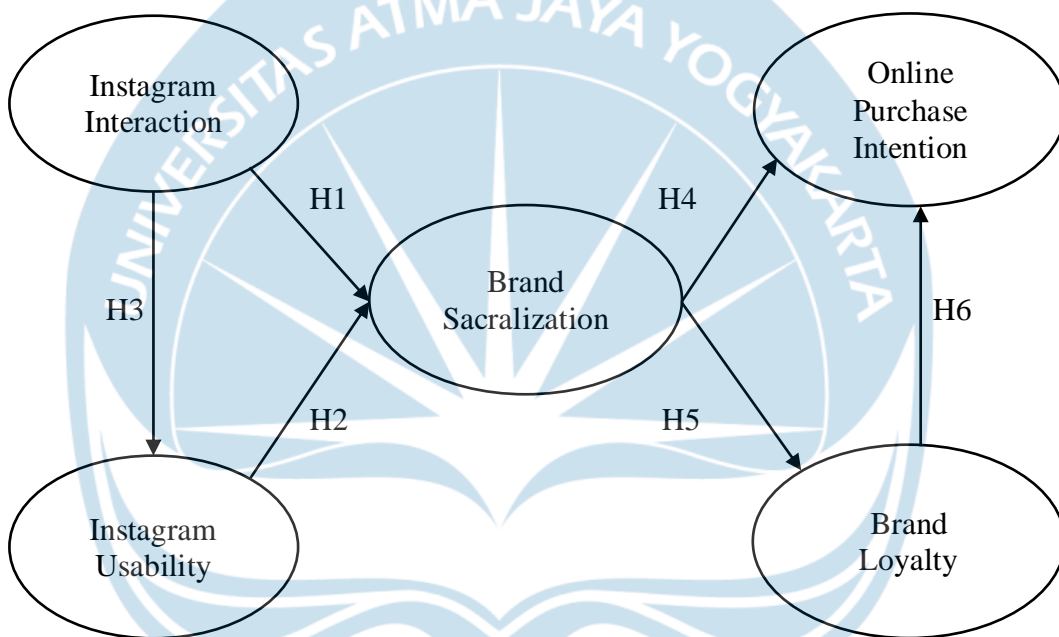 UNIVERSITAS ATMA JAYA YOGYAKARTA
Instagram
Interaction
Online
Purchase
Intention
H1
H4
Brand
Sacralization
H3
H6
H2
H5
Instagram
Usability
Brand
Loyalty